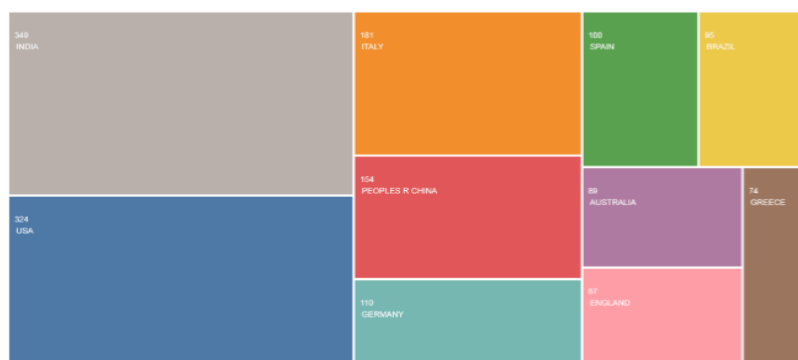 349
INDIA
324
USA
181
ITALY
154
PEOPLES R CHINA
110
GERMANY
100
SPAIN
95
BRAZIL
89
AUSTRALIA
87
ENGLAND
74
GREECE